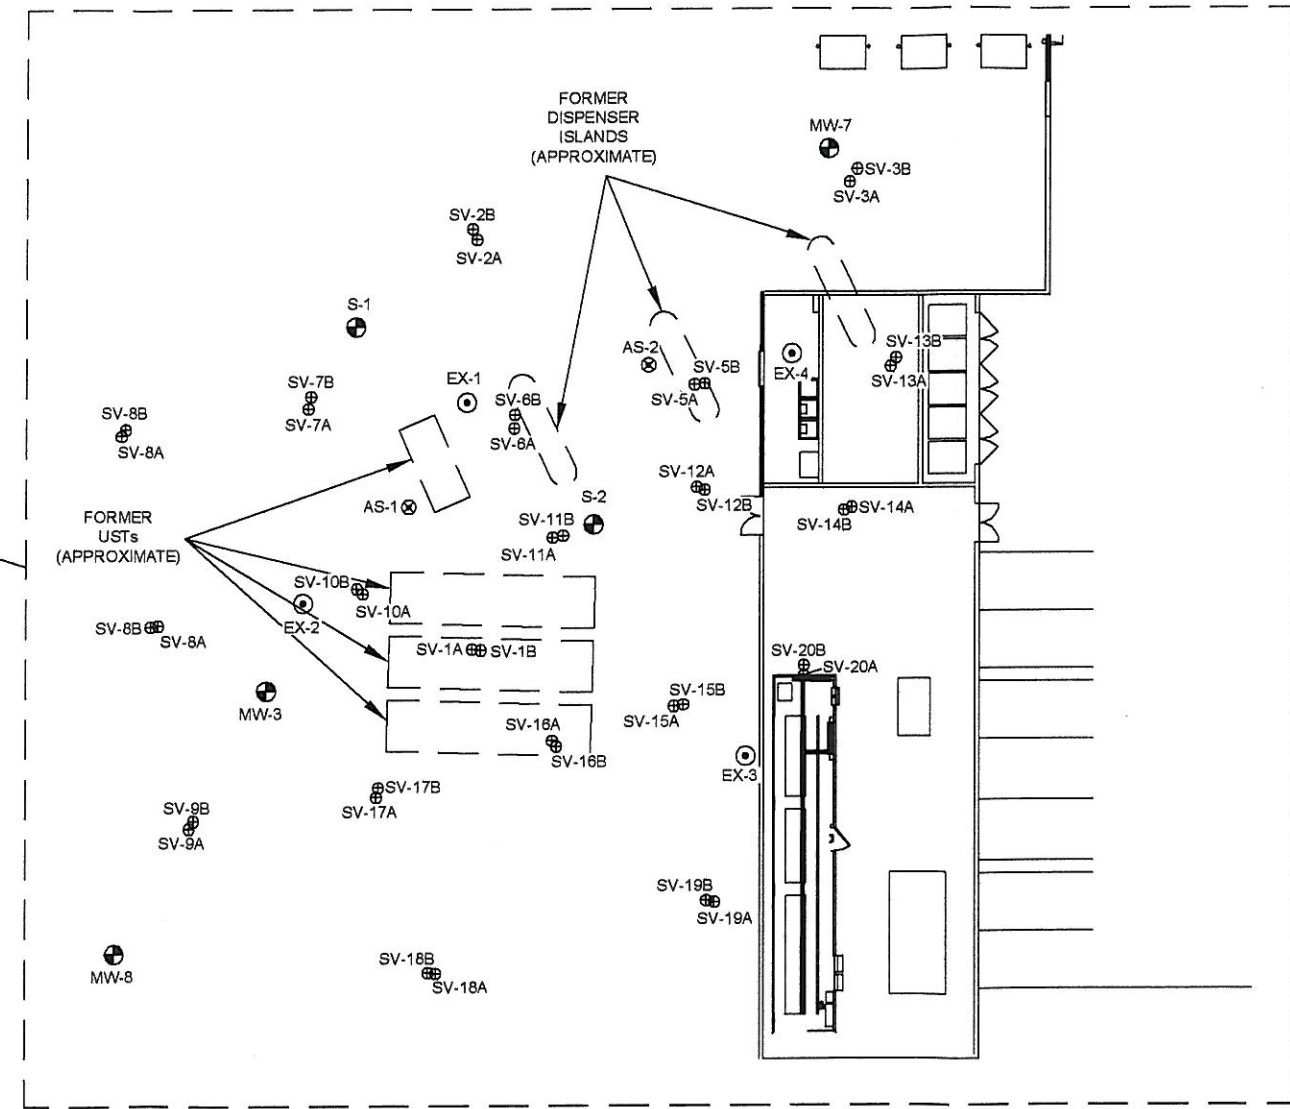 FORMER
DISPENSER
ISLANDS
(APPROXIMATE)
MW-7
SV-3B
SV-3A
SV-2B
SV-2A
S-1
AS-2
SV-5B
SV-5A
EX-4
SV-13B
SV-13A
SV-7B
SV-7A
EX-1
SV-6B
SV-6A
SV-8B
SV-8A
SV-12A
SV-12B
S-2
AS-1
SV-11B
SV-11A
SV-14A
SV-14B
FORMER
USTs
(APPROXIMATE)
SV-10B
SV-10A
EX-2
SV-8B
SV-8A
SV-1A
SV-1B
SV-20B
SV-20A
MW-3
SV-15B
SV-15A
SV-16A
SV-16B
EX-3
SV-17B
SV-17A
SV-9B
SV-9A
SV-19B
SV-19A
MW-8
SV-18B
SV-18A